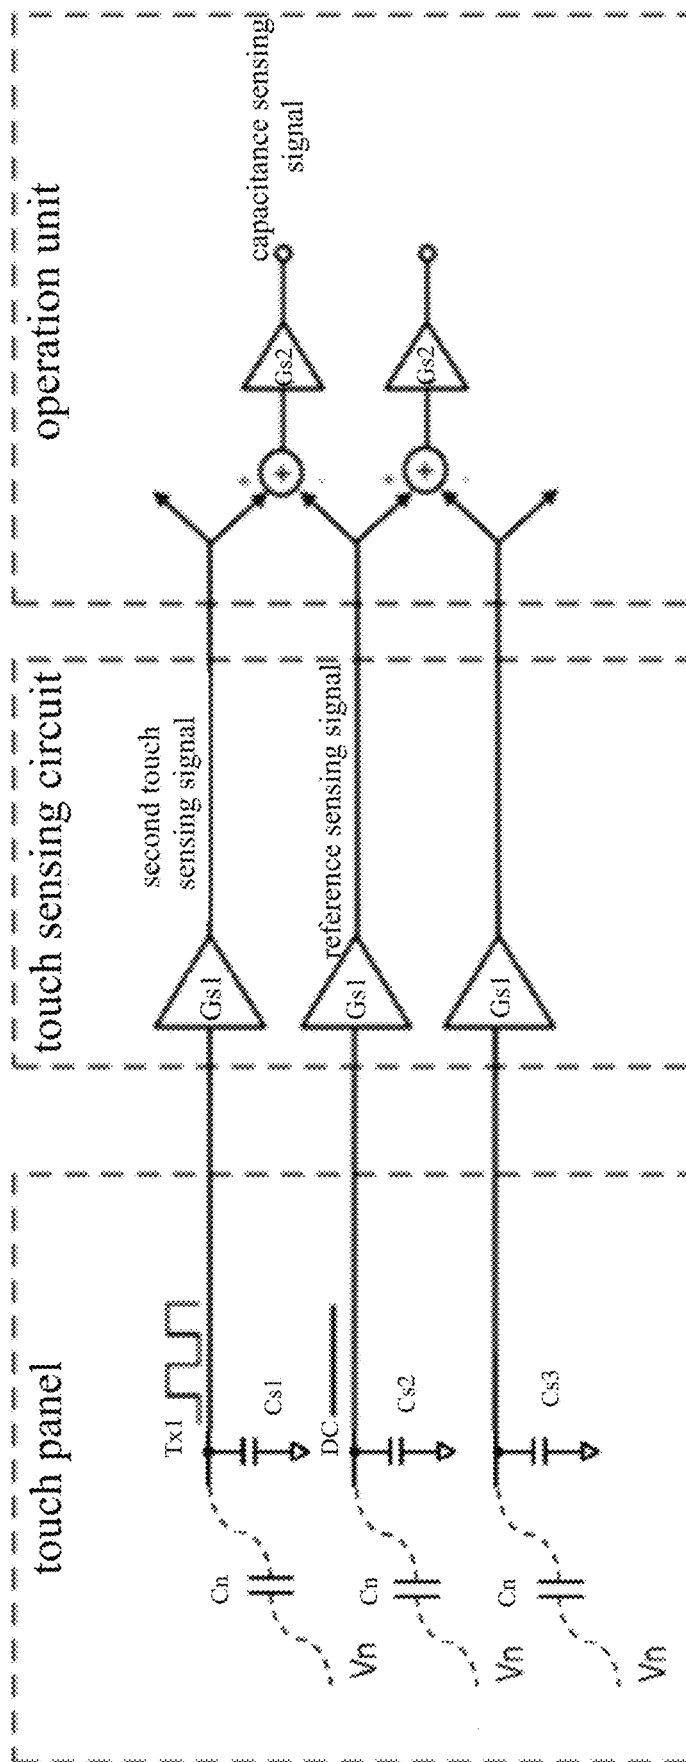 touch panel
touch sensing circuit
operation unit
Tx1
second touch
sensing signal
capacitance sensing
signal
Cn
Cs1
Gs1
Gs2
Vn
DC
reference sensing signal
Cn
Cs2
Gs1
Gs2
Vn
Cn
Cs3
Gs1
Vn